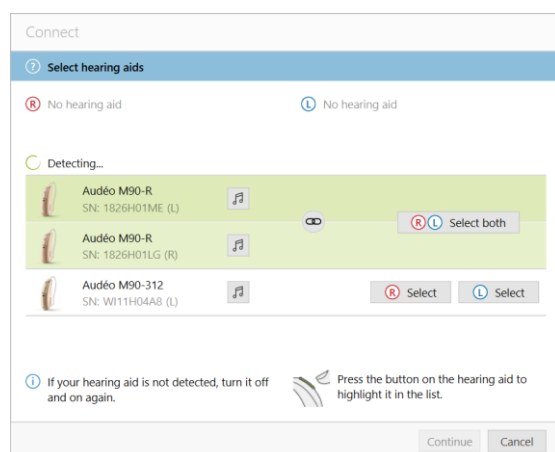 Connect
? Select hearing aids
R No hearing aid
L No hearing aid
Detecting...
Audéo M90-R
SN: 1826H01ME (L)
R L Select both
Audéo M90-R
SN: 1826H01LG (R)
Audéo M90-312
SN: WI11H04A8 (L)
R Select
L Select
i If your hearing aid is not detected, turn it off
and on again.
Press the button on the hearing aid to
highlight it in the list.
Continue
Cancel